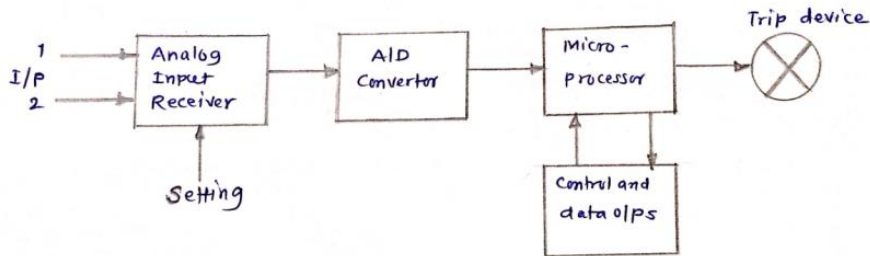 Trip device
1
I/P
2
Analog
Input
Receiver
A/D
Convertor
Micro-
processor
Setting
Control and
data o/ps